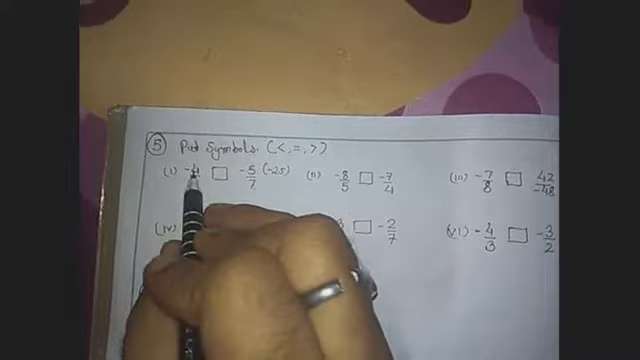 (5) Put Symbols. (<, =, >)
(i) -4 □ -5/7 (-25) (ii) -8/5 □ -7/4 (iii) -7/8 □ 42/-48
(iv) □ -2/7 (vi) -4/3 □ -3/2